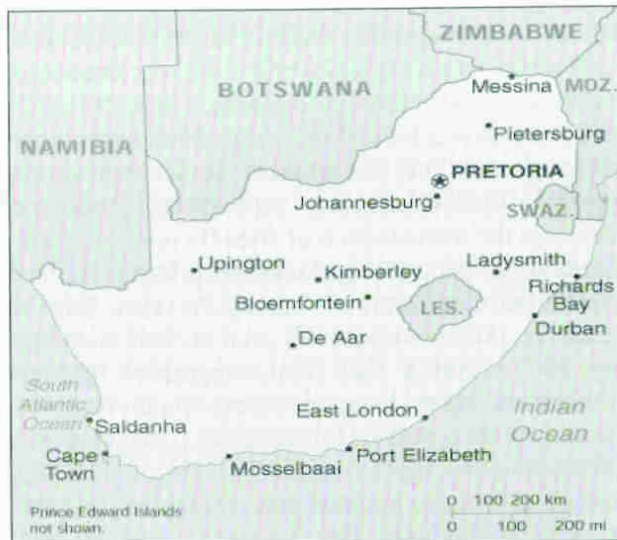 ZIMBABWE
Messina
MOZ.
BOTSWANA
Pietersburg
NAMIBIA
PRETORIA
Johannesburg
SWAZ.
Upington
Kimberley
Ladysmith
Bloemfontein
LES.
Richards
Bay
Durban
De Aar
South
Atlantic
Ocean
Saldanha
East London
Indian
Ocean
Cape
Town
Mosselbaai
Port Elizabeth
Prince Edward Islands
not shown.
0 100 200 km
0 100 200 mi